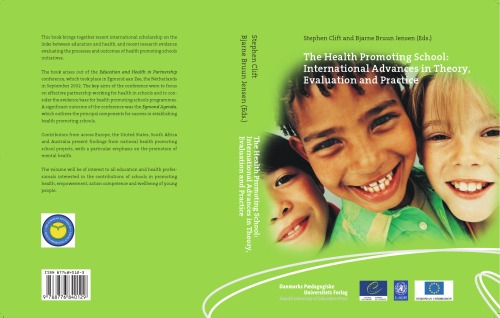 This book brings together recent international scholarship on the
links between education and health, and recent research evidence
evaluating the processes and outcomes of health promoting schools
initiatives.
The book arises out of the Education and Health in Partnership
conference, which took place in Egmond aan Zee, the Netherlands
in September 2002. The key aims of the conference were to focus
on effective partnership working for health in schools and to con-
sider the evidence base for health promoting schools programmes.
A significant outcome of the conference was the Egmond Agenda,
which outlines the principal components for success in establishing
health promoting schools.
Contributors from across Europe, the United States, South Africa
and Australia present findings from national health promoting
school projects, with a particular emphasis on the promotion of
mental health.
The volume will be of interest to all education and health profes-
sionals interested in the contributions of schools in promoting
health, empowerment, action competence and wellbeing of young
people.
Stephen Clift
Bjarne Bruun Jensen (Eds.)
The Health Promoting School:
International Advances in Theory,
Evaluation and Practice
Stephen Clift and Bjarne Bruun Jensen (Eds.)
The Health Promoting School:
International Advances in Theory,
Evaluation and Practice
Danmarks Pædagogiske
Universitets Forlag